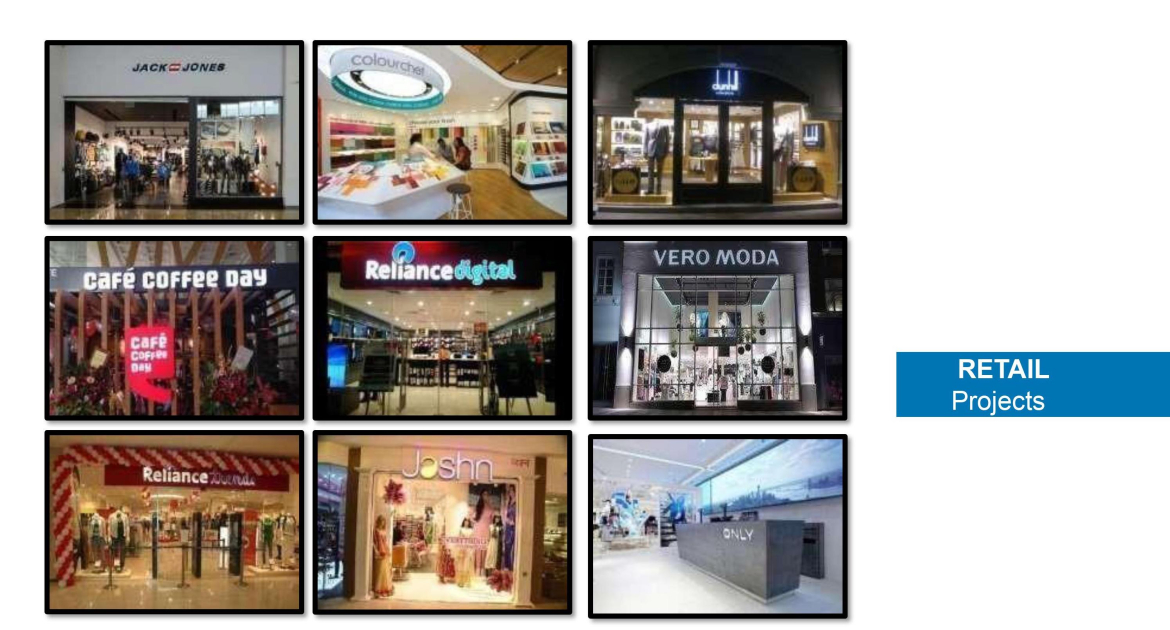 JACK JONES
colourchef
dunhill
Café COFFee DaY
CaFé
COFFee
DaY
Reliance digital
VERO MODA
Reliance trends
Jashn
ONLY
RETAIL
Projects